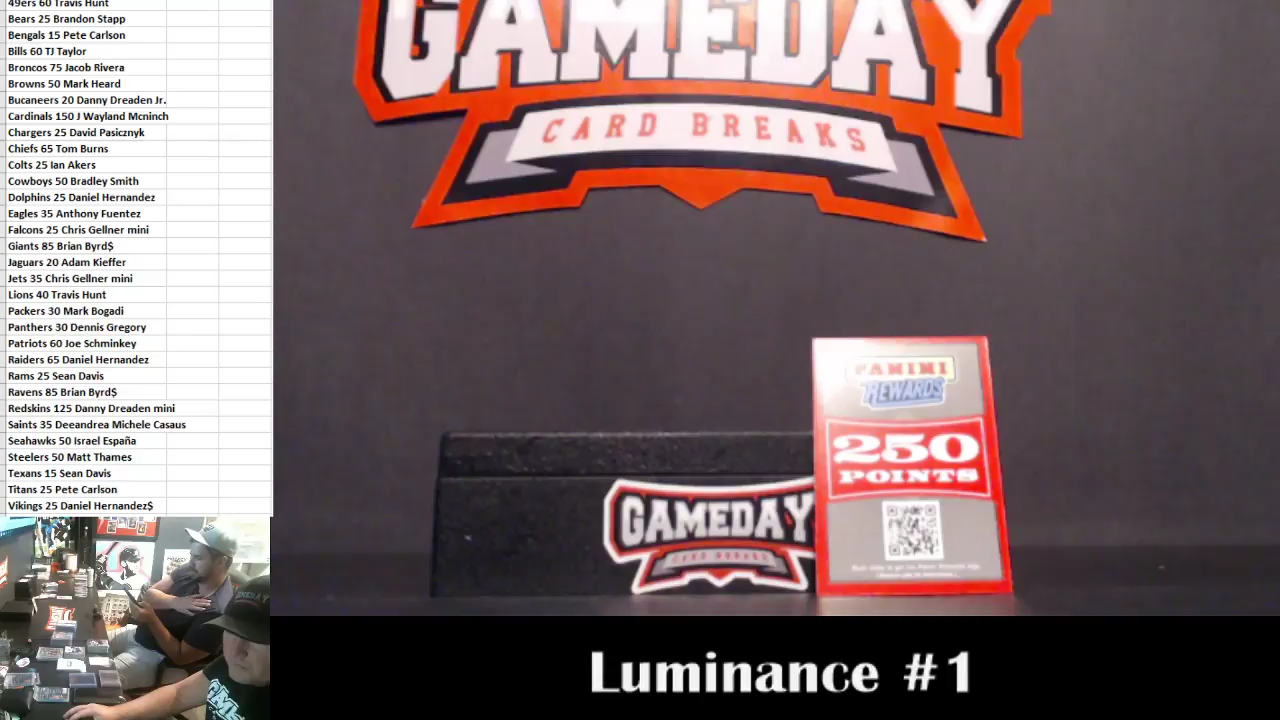 49ers 60 Travis Hunt
Bears 25 Brandon Stapp
Bengals 15 Pete Carlson
Bills 60 TJ Taylor
Broncos 75 Jacob Rivera
Browns 50 Mark Heard
Bucaneers 20 Danny Dreaden Jr.
Cardinals 150 J Wayland Mcninch
Chargers 25 David Pasicznyk
Chiefs 65 Tom Burns
Colts 25 Ian Akers
Cowboys 50 Bradley Smith
Dolphins 25 Daniel Hernandez
Eagles 35 Anthony Fuentez
Falcons 25 Chris Gellner mini
Giants 85 Brian Byrd$
Jaguars 20 Adam Kieffer
Jets 35 Chris Gellner mini
Lions 40 Travis Hunt
Packers 30 Mark Bogadi
Panthers 30 Dennis Gregory
Patriots 60 Joe Schminkey
Raiders 65 Daniel Hernandez
Rams 25 Sean Davis
Ravens 85 Brian Byrd$
Redskins 125 Danny Dreaden mini
Saints 35 Deeandrea Michele Casaus
Seahawks 50 Israel España
Steelers 50 Matt Thames
Texans 15 Sean Davis
Titans 25 Pete Carlson
Vikings 25 Daniel Hernandez$
GAMEDAY
CARD BREAKS
PANINI
REWARDS
250
POINTS
GAMEDAY
CARD BREAKS
Luminance #1